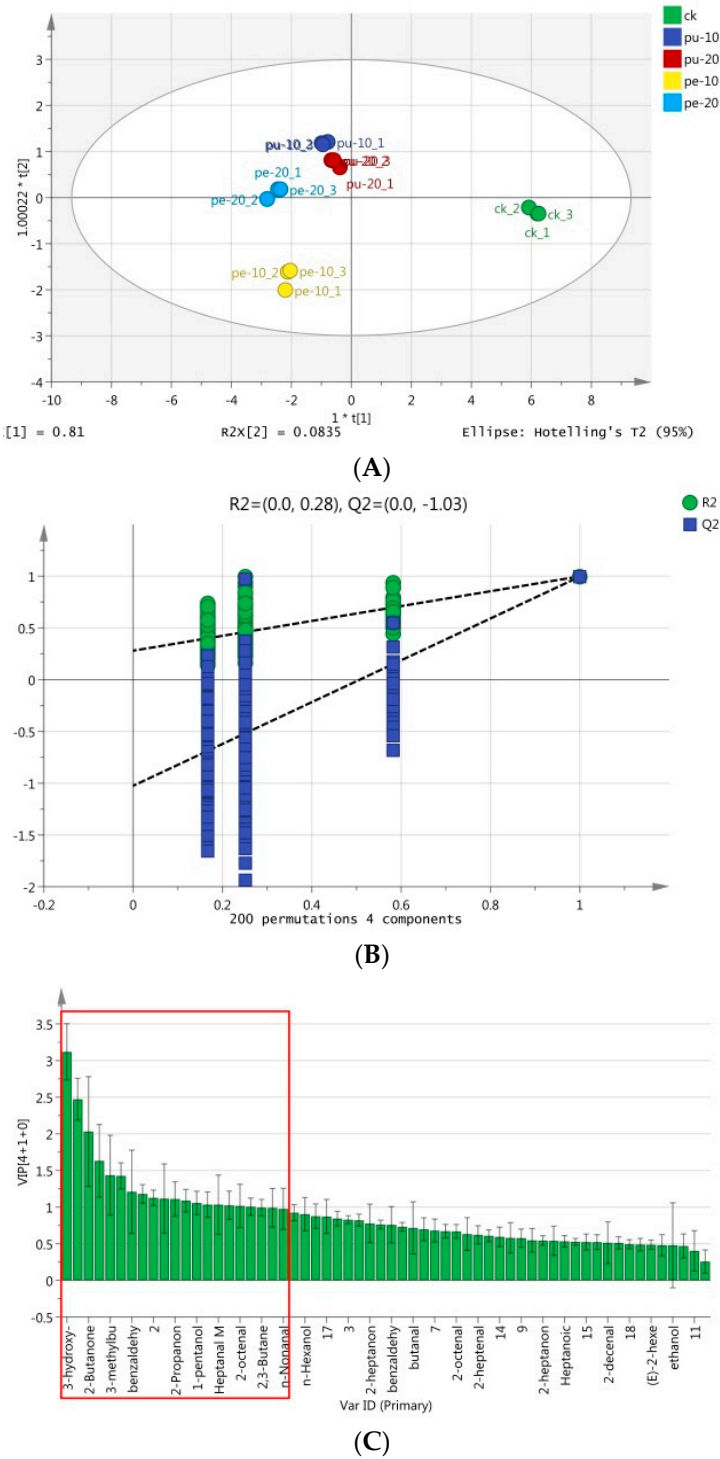 ck
pu-10
pu-20
pe-10
pe-20
3
2
1
0
-1
-2
-3
-4
1.00022 * t[2]
pu-10_1
pu-20_1
pe-20_1
pe-20_3
pe-20_2
pe-10_2
pe-10_3
pe-10_1
ck_2
ck_3
ck_1
-10 -8 -6 -4 -2 0 2 4 6 8
1 * t[1]
[1] = 0.81 R2X[2] = 0.0835 Ellipse: Hotelling's T2 (95%)
(A)
R2=(0.0, 0.28), Q2=(0.0, -1.03)
R2
Q2
1
0.5
0
-0.5
-1
-1.5
-2
-0.2 0 0.2 0.4 0.6 0.8 1
200 permutations 4 components
(B)
3.5
3
2.5
2
1.5
1
0.5
0
-0.5
VIP[4+1+0]
3-hydroxy-
2-Butanone
3-methylbu
benzaldehy
2
2-Propanon
1-pentanol
Heptanal M
2-octenal
2,3-Butane
n-Nonanal
n-Hexanol
17
3
2-heptanon
benzaldehy
butanal
7
2-octenal
2-heptenal
14
9
2-heptanon
Heptanoic
15
2-decenal
18
(E)-2-hexe
ethanol
11
Var ID (Primary)
(C)